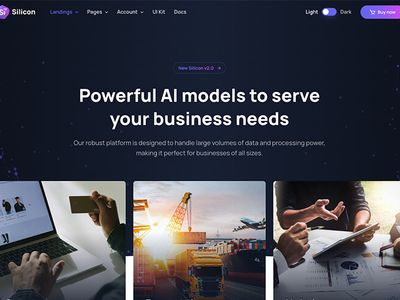 Si Silicon Landings Pages Account UI Kit Docs Light Dark Buy now
New Silicon v2.0
Powerful AI models to serve
your business needs
Our robust platform is designed to handle large volumes of data and processing power,
making it perfect for businesses of all sizes.